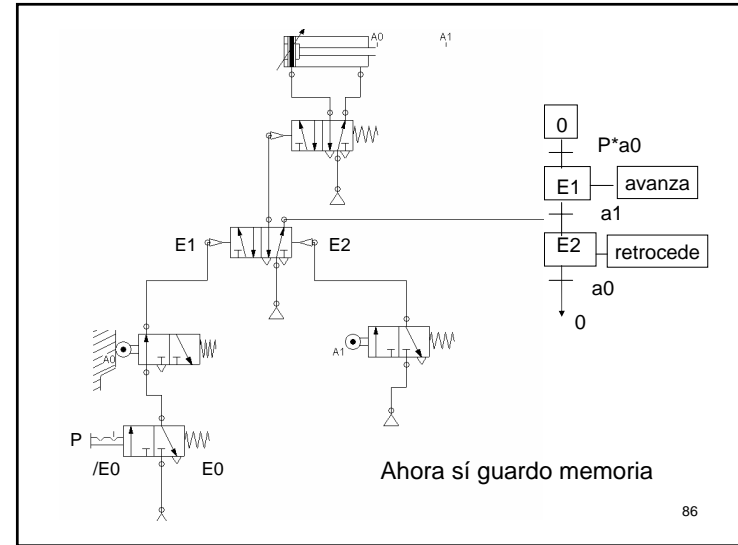 A0 A1
0
P*a0
E1 avanza
a1
E1 E2
E2
retrocede
a0
0
A0
A1
P
/E0 E0
Ahora sí guardo memoria
86